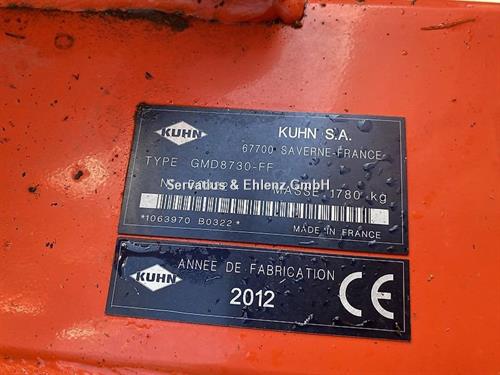 KUHN
KUHN S.A.
67700 SAVERNE-FRANCE
TYPE GMD8730-FF
Servatius & Ehlenz GmbH
MASSE 1780 kg
*1063970 B0322*
MADE IN FRANCE
KUHN
ANNEE DE FABRICATION
2012
CE